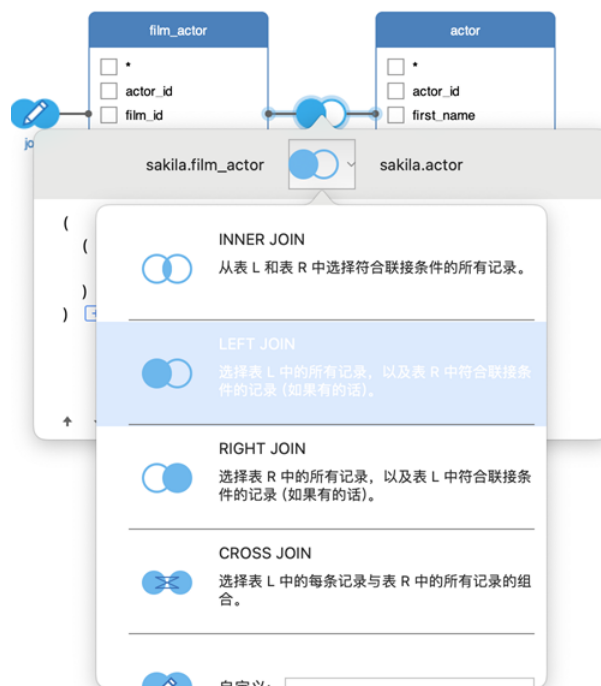 film_actor
actor
*
actor_id
film_id
*
actor_id
first_name
jo
sakila.film_actor
sakila.actor
(
(
)
)
INNER JOIN
从表 L 和表 R 中选择符合联接条件的所有记录。
LEFT JOIN
选择表 L 中的所有记录，以及表 R 中符合联接条
件的记录 (如果有的话)。
RIGHT JOIN
选择表 R 中的所有记录，以及表 L 中符合联接条
件的记录 (如果有的话)。
CROSS JOIN
选择表 L 中的每条记录与表 R 中的所有记录的组
合。
自定义: